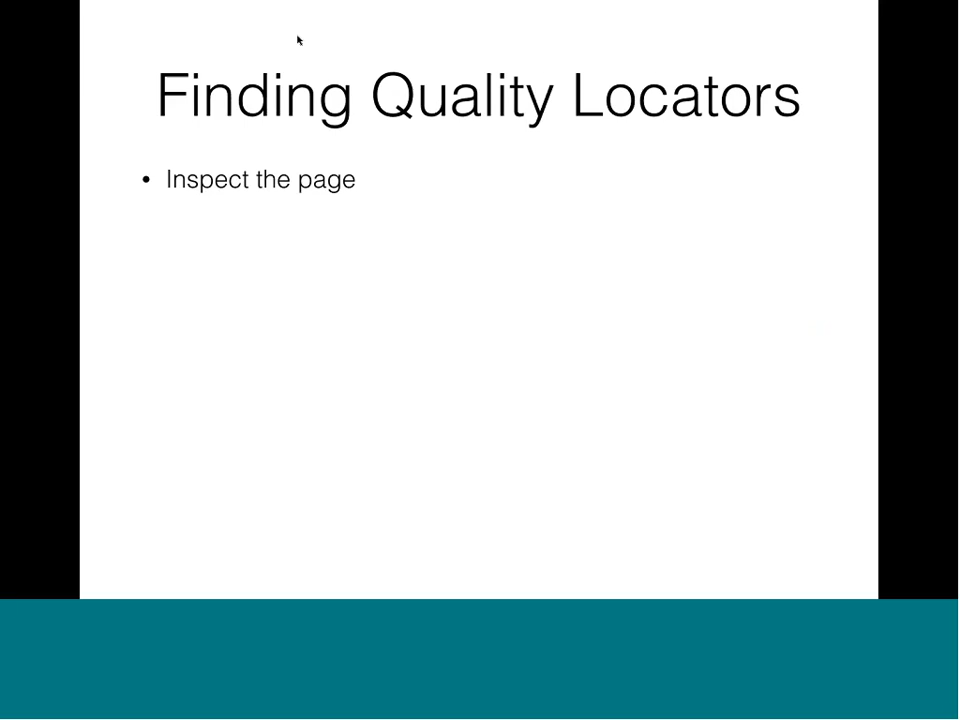 Finding Quality Locators
• Inspect the page